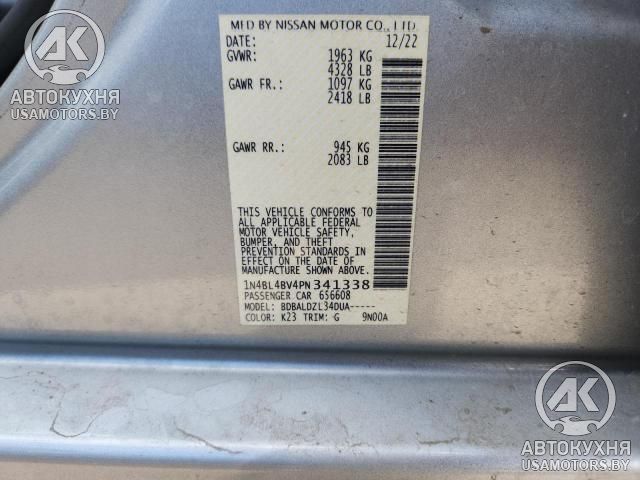 MFD BY NISSAN MOTOR CO., LTD
DATE: 12/22
GVWR: 1963 KG
4328 LB
GAWR FR.: 1097 KG
2418 LB
GAWR RR.: 945 KG
2083 LB
THIS VEHICLE CONFORMS TO
ALL APPLICABLE FEDERAL
MOTOR VEHICLE SAFETY,
BUMPER, AND THEFT
PREVENTION STANDARDS IN
EFFECT ON THE DATE OF
MANUFACTURE SHOWN ABOVE.
1N4BL4BV4PN341338
PASSENGER CAR 656608
MODEL: BDBALDZL34DUA-----
COLOR: K23 TRIM: G 9N00A
АК
АВТОКУХНЯ
USAMOTORS.BY
АК
АВТОКУХНЯ
USAMOTORS.BY